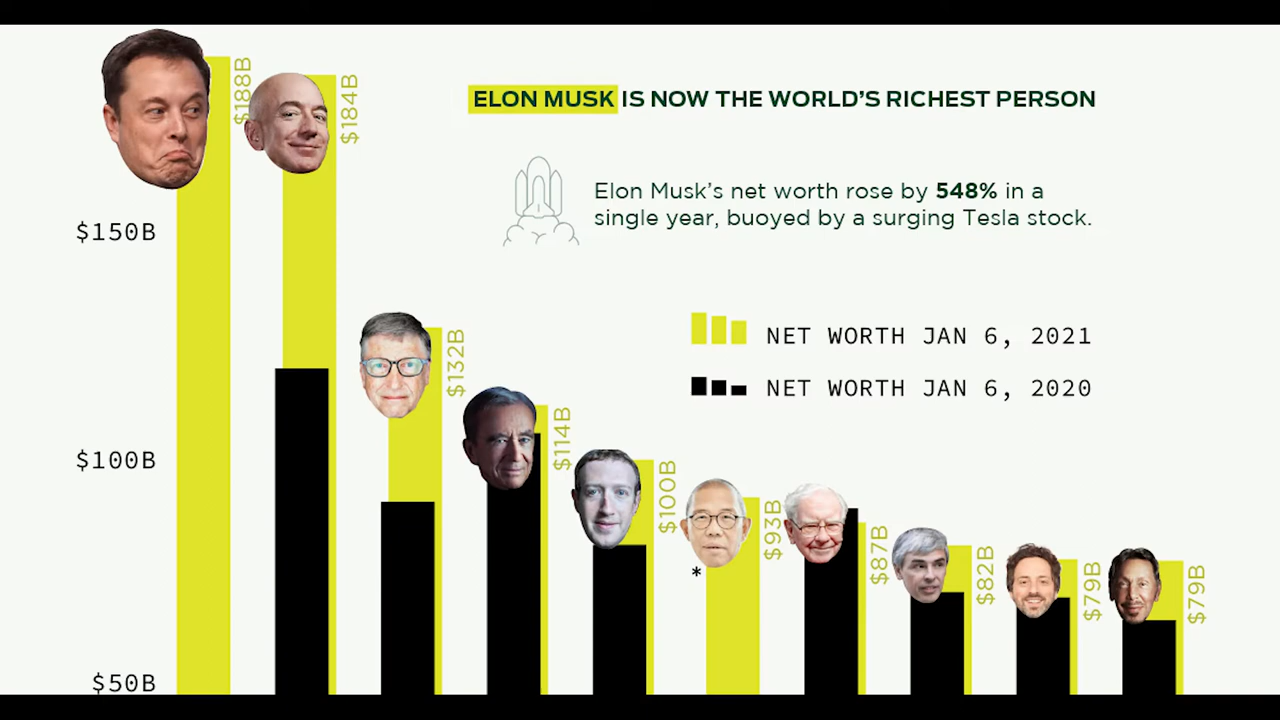 ELON MUSK IS NOW THE WORLD'S RICHEST PERSON
Elon Musk's net worth rose by 548% in a
single year, buoyed by a surging Tesla stock.
NET WORTH JAN 6, 2021
NET WORTH JAN 6, 2020
$150B
$100B
$50B
$188B
$184B
$132B
$114B
$100B
*
$93B
$87B
$82B
$79B
$79B